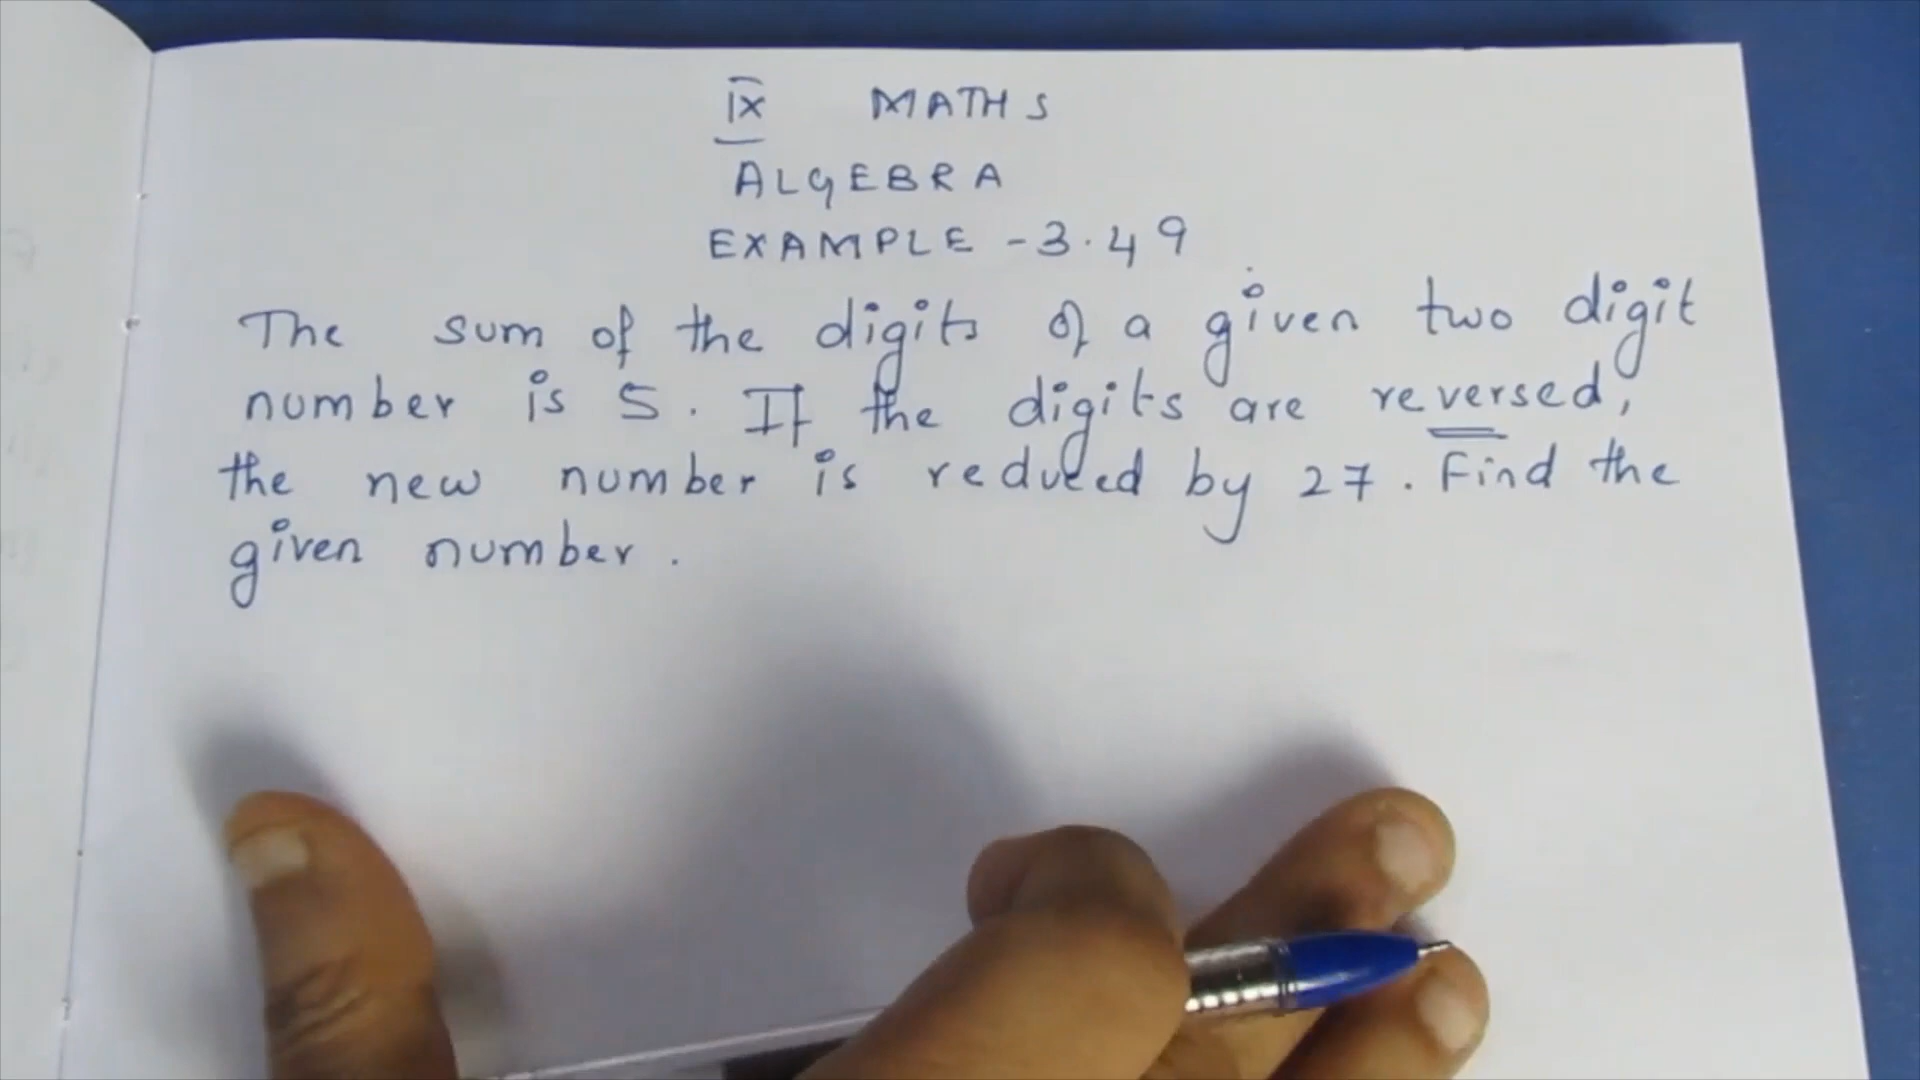 IX MATHS
ALGEBRA
EXAMPLE - 3.49
The sum of the digits of a given two digit
number is 5. If the digits are reversed,
the new number is reduced by 27. Find the
given number.